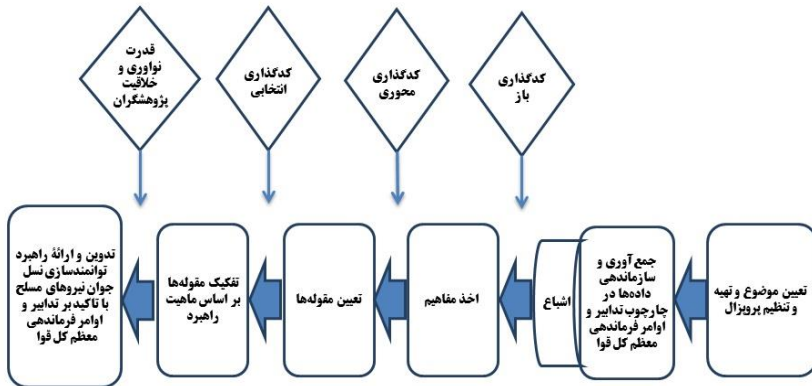 کدگذاری
باز
کدگذاری
محوری
کدگذاری
انتخابی
قدرت
نواوری و
خلاقیت
پژوهشگران
تعیین موضوع و تهیه
و تنظیم پروپزال
جمع‌آوری و
سازماندهی
داده‌ها در
چارچوب تدابیر و
اوامر فرماندهی
معظم کل قوا
اشباع
اخذ مفاهیم
تعیین مقوله‌ها
تفکیک مقوله‌ها
بر اساس ماهیت
راهبرد
تدوین و ارائۀ راهبرد
توانمندسازی نسل
جوان نیروهای مسلح
با تاکید بر تدابیر و
اوامر فرماندهی
معظم کل قوا